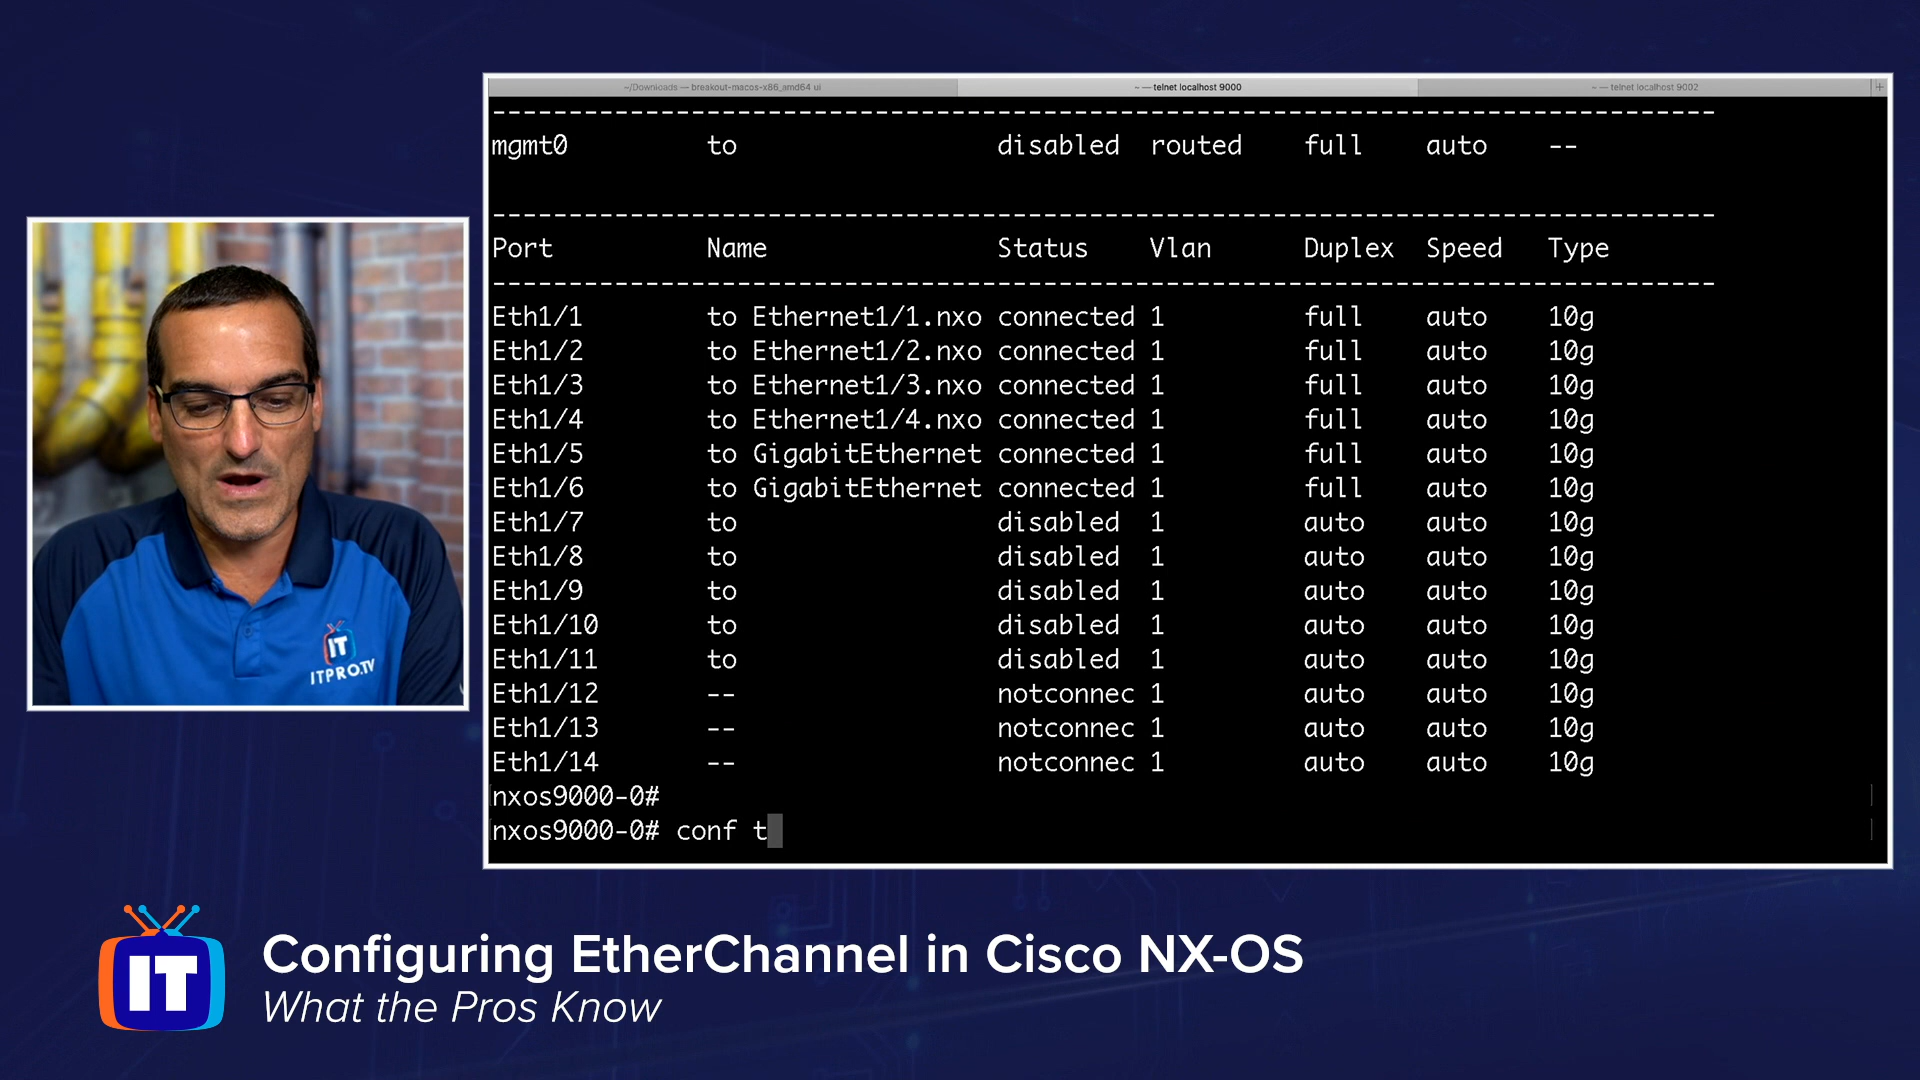 ~/Downloads — breakout-macos-x86_amd64 ui
~ — telnet localhost 9000
~ — telnet localhost 9002
+
--------------------------------------------------------------------------------
mgmt0 to disabled routed full auto --
--------------------------------------------------------------------------------
Port Name Status Vlan Duplex Speed Type
--------------------------------------------------------------------------------
Eth1/1 to Ethernet1/1.nxo connected 1 full auto 10g
Eth1/2 to Ethernet1/2.nxo connected 1 full auto 10g
Eth1/3 to Ethernet1/3.nxo connected 1 full auto 10g
Eth1/4 to Ethernet1/4.nxo connected 1 full auto 10g
Eth1/5 to GigabitEthernet connected 1 full auto 10g
Eth1/6 to GigabitEthernet connected 1 full auto 10g
Eth1/7 to disabled 1 auto auto 10g
Eth1/8 to disabled 1 auto auto 10g
Eth1/9 to disabled 1 auto auto 10g
Eth1/10 to disabled 1 auto auto 10g
Eth1/11 to disabled 1 auto auto 10g
Eth1/12 -- notconnec 1 auto auto 10g
Eth1/13 -- notconnec 1 auto auto 10g
Eth1/14 -- notconnec 1 auto auto 10g
nxos9000-0#
nxos9000-0# conf t
IT
ITPRO.TV
IT
Configuring EtherChannel in Cisco NX-OS
What the Pros Know